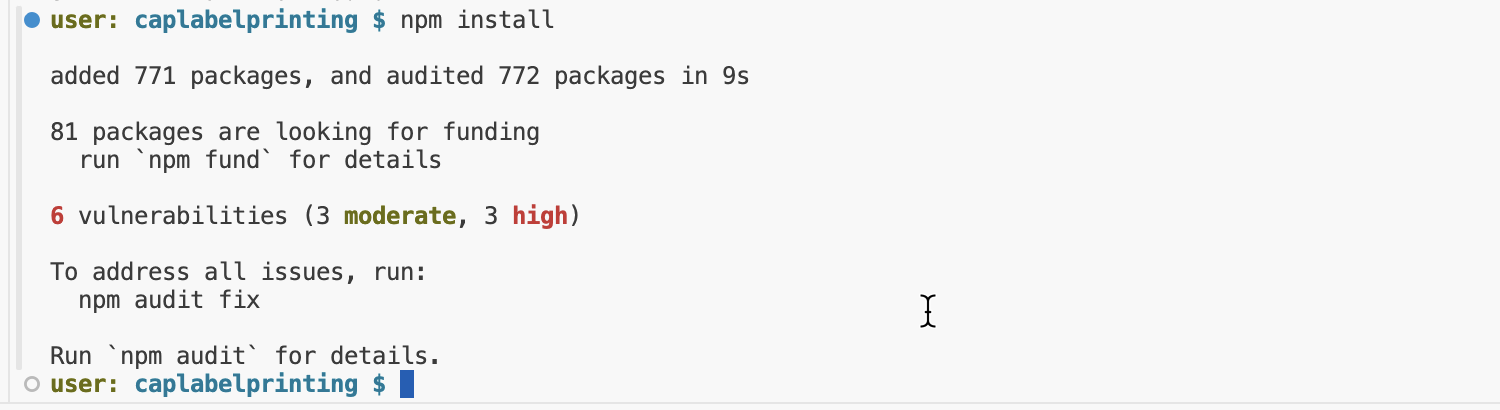 user: caplabelprinting $ npm install
added 771 packages, and audited 772 packages in 9s
81 packages are looking for funding
  run `npm fund` for details
6 vulnerabilities (3 moderate, 3 high)
To address all issues, run:
  npm audit fix
Run `npm audit` for details.
user: caplabelprinting $